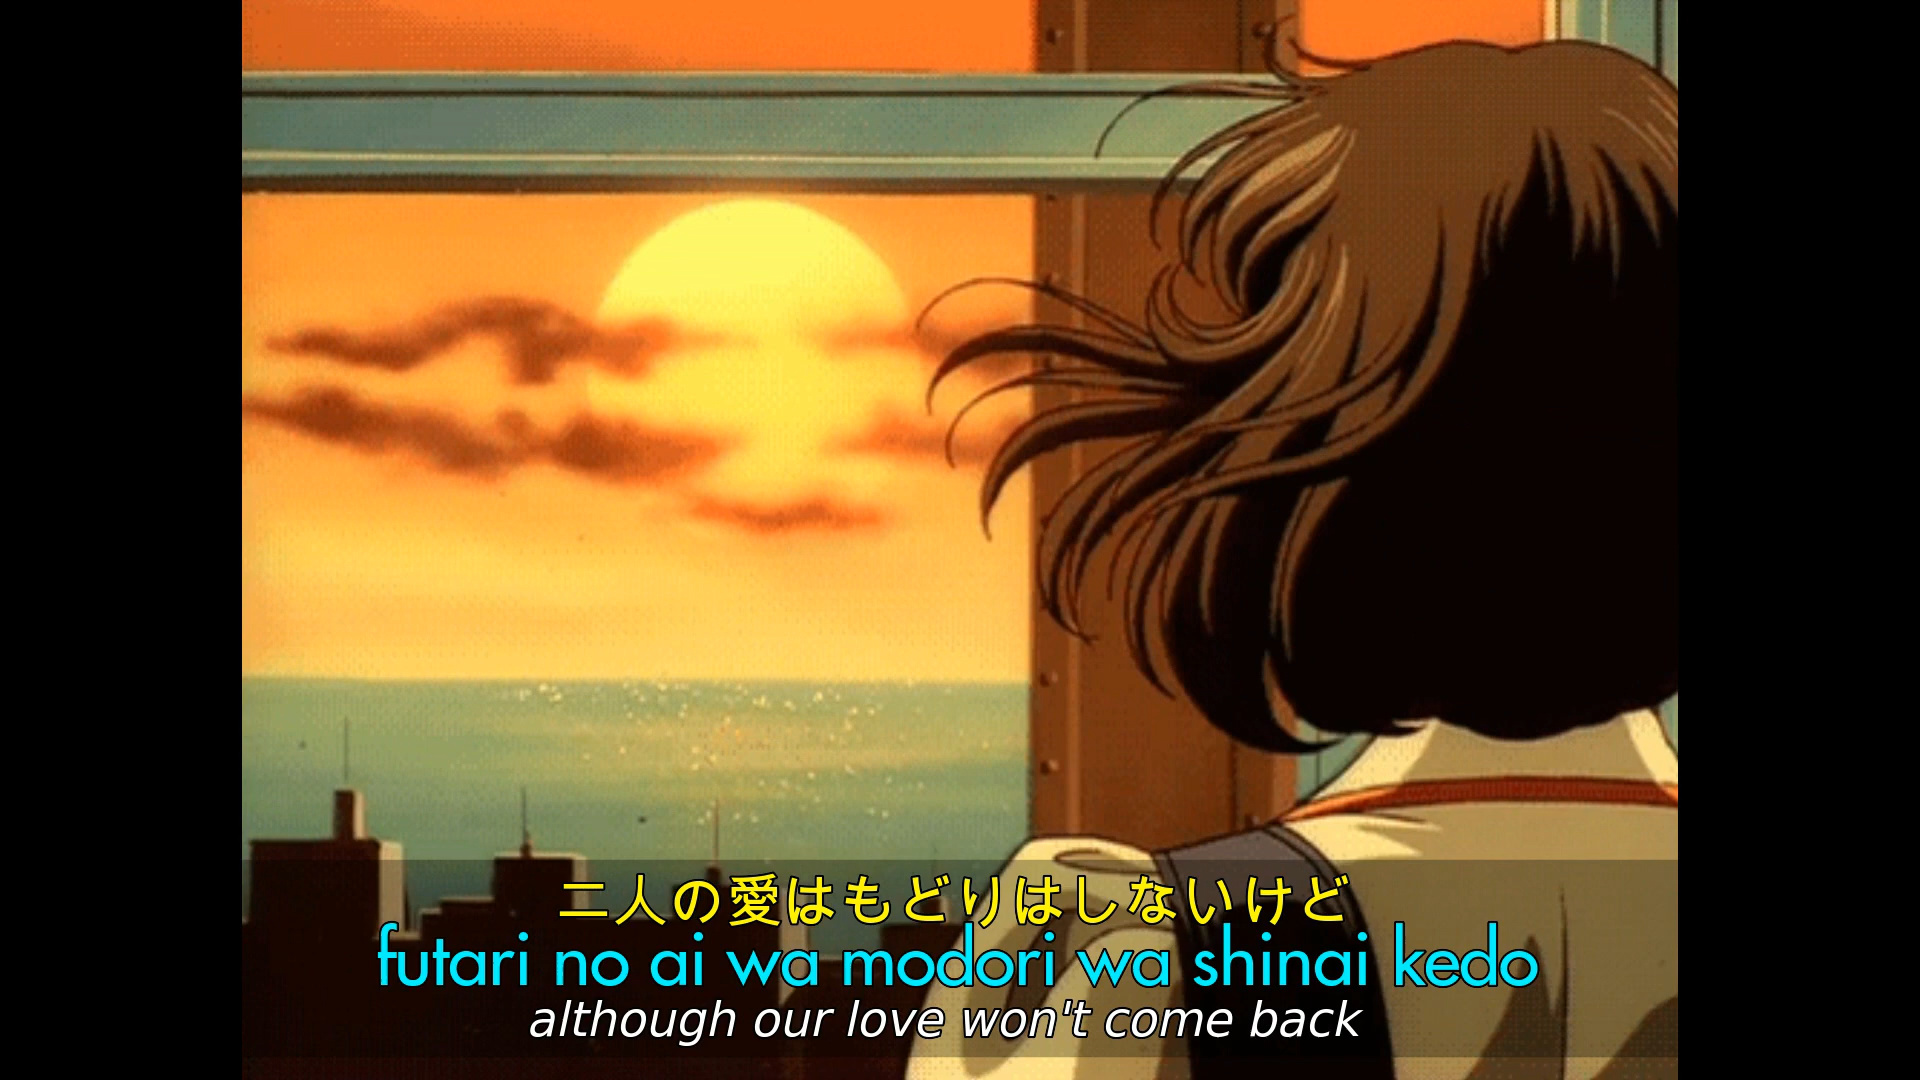 二人の愛はもどりはしないけど
futari no ai wa modori wa shinai kedo
although our love won't come back